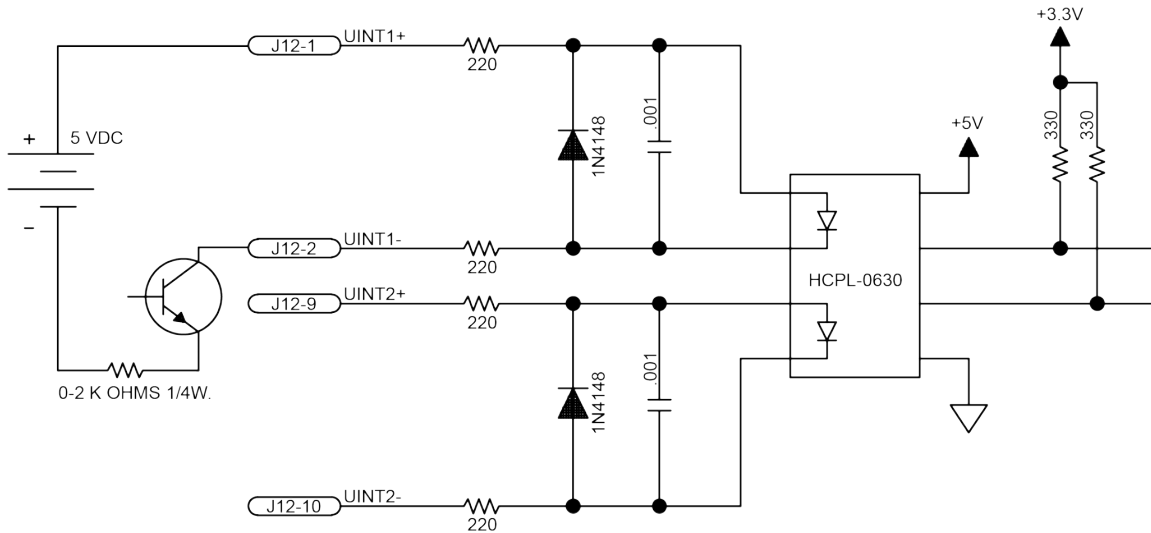 +3.3V
J12-1
UINT1+
220
+
5 VDC
.001
1N4148
330
330
+5V
−
J12-2
UINT1-
220
HCPL-0630
J12-9
UINT2+
220
0-2 K OHMS 1/4W.
.001
1N4148
J12-10
UINT2-
220